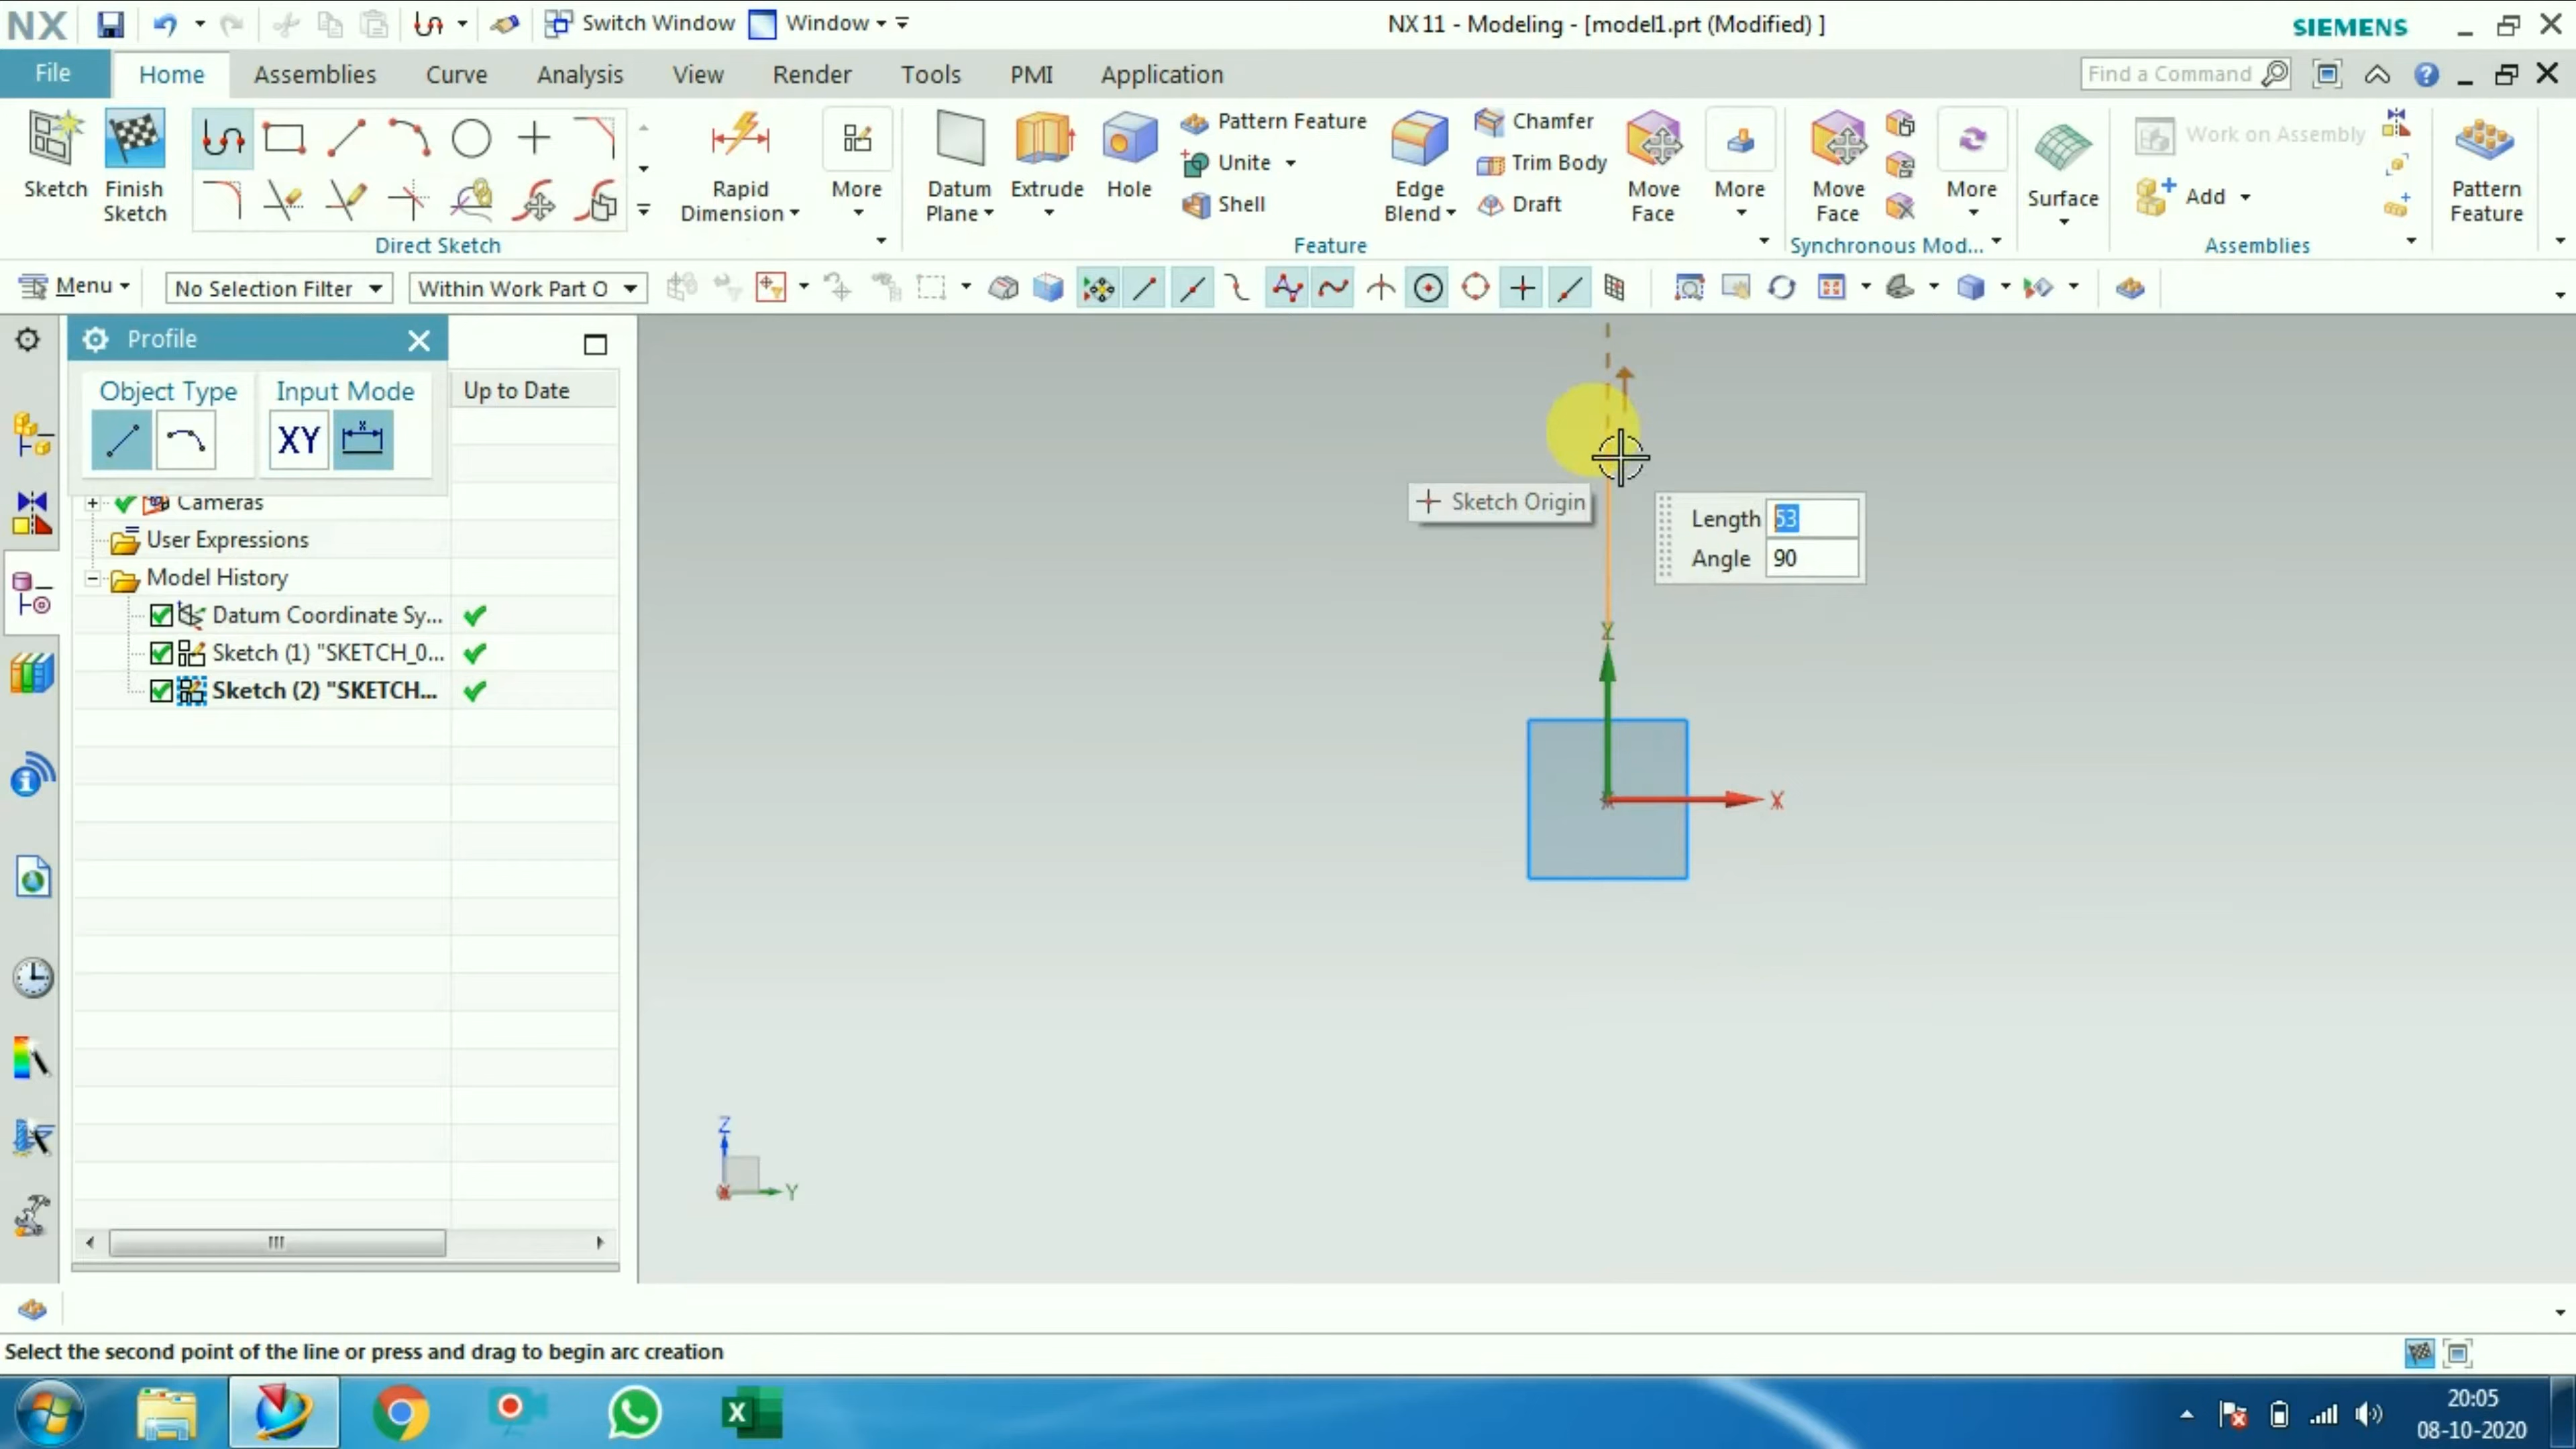 NX
Switch Window
Window
NX 11 - Modeling - [model1.prt (Modified) ]
SIEMENS
File
Home
Assemblies
Curve
Analysis
View
Render
Tools
PMI
Application
Find a Command
Sketch
Finish Sketch
Direct Sketch
Rapid Dimension
More
Datum Plane
Extrude
Hole
Pattern Feature
Unite
Shell
Edge Blend
Chamfer
Trim Body
Draft
Move Face
More
Feature
Move Face
More
Synchronous Mod...
Surface
Work on Assembly
Add
Assemblies
Pattern Feature
Menu
No Selection Filter
Within Work Part O
Profile
Object Type
Input Mode
XY
Up to Date
Cameras
User Expressions
Model History
Datum Coordinate Sy...
Sketch (1) "SKETCH_0...
Sketch (2) "SKETCH...
Sketch Origin
Length 53
Angle 90
X
Z
Y
Select the second point of the line or press and drag to begin arc creation
20:05
08-10-2020